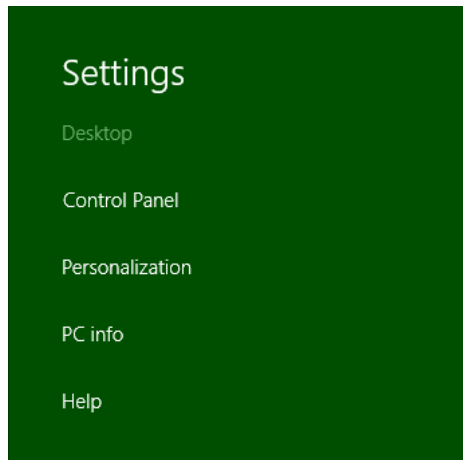 Settings
Desktop
Control Panel
Personalization
PC info
Help